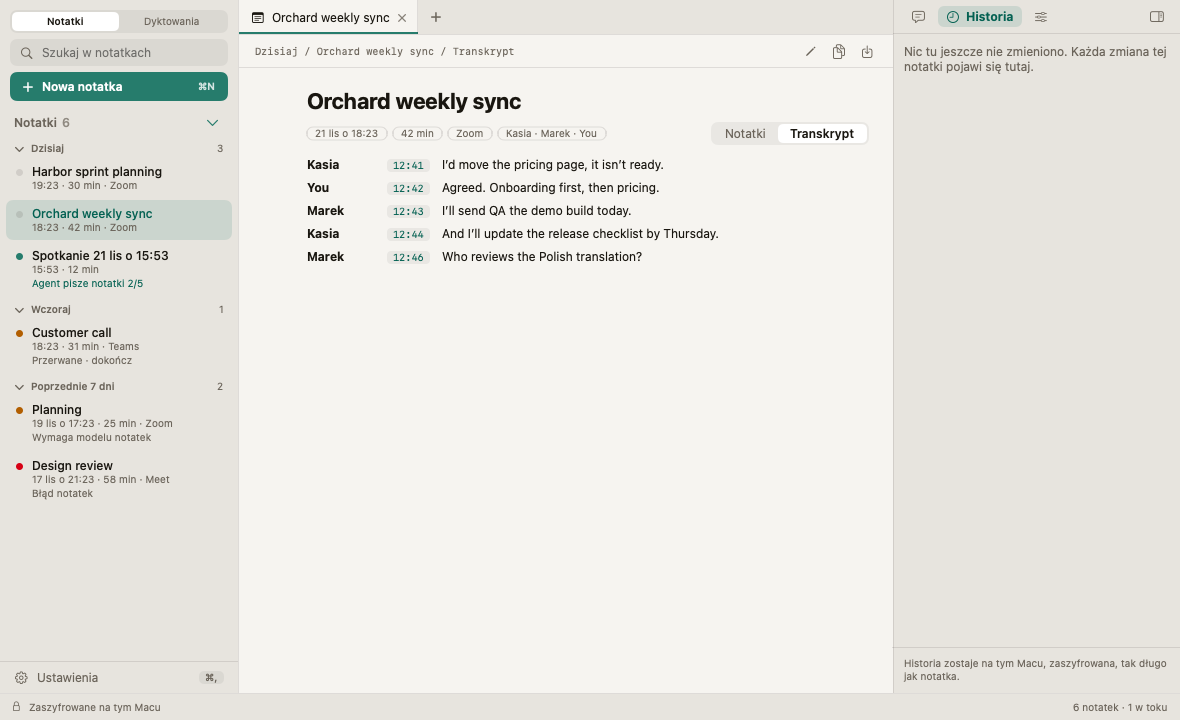 Notatki
Dyktowania
Szukaj w notatkach
Nowa notatka ⌘N
Notatki 6
Dzisiaj 3
Harbor sprint planning
19:23 · 30 min · Zoom
Orchard weekly sync
18:23 · 42 min · Zoom
Spotkanie 21 lis o 15:53
15:53 · 12 min
Agent pisze notatki 2/5
Wczoraj 1
Customer call
18:23 · 31 min · Teams
Przerwane · dokończ
Poprzednie 7 dni 2
Planning
19 lis o 17:23 · 25 min · Zoom
Wymaga modelu notatek
Design review
17 lis o 21:23 · 58 min · Meet
Błąd notatek
Ustawienia ⌘,
Zaszyfrowane na tym Macu
Orchard weekly sync
Dzisiaj / Orchard weekly sync / Transkrypt
Orchard weekly sync
21 lis o 18:23 42 min Zoom Kasia · Marek · You
Notatki Transkrypt
Kasia 12:41 I’d move the pricing page, it isn’t ready.
You 12:42 Agreed. Onboarding first, then pricing.
Marek 12:43 I’ll send QA the demo build today.
Kasia 12:44 And I’ll update the release checklist by Thursday.
Marek 12:46 Who reviews the Polish translation?
Historia
Nic tu jeszcze nie zmieniono. Każda zmiana tej
notatki pojawi się tutaj.
Historia zostaje na tym Macu, zaszyfrowana, tak długo
jak notatka.
6 notatek · 1 w toku